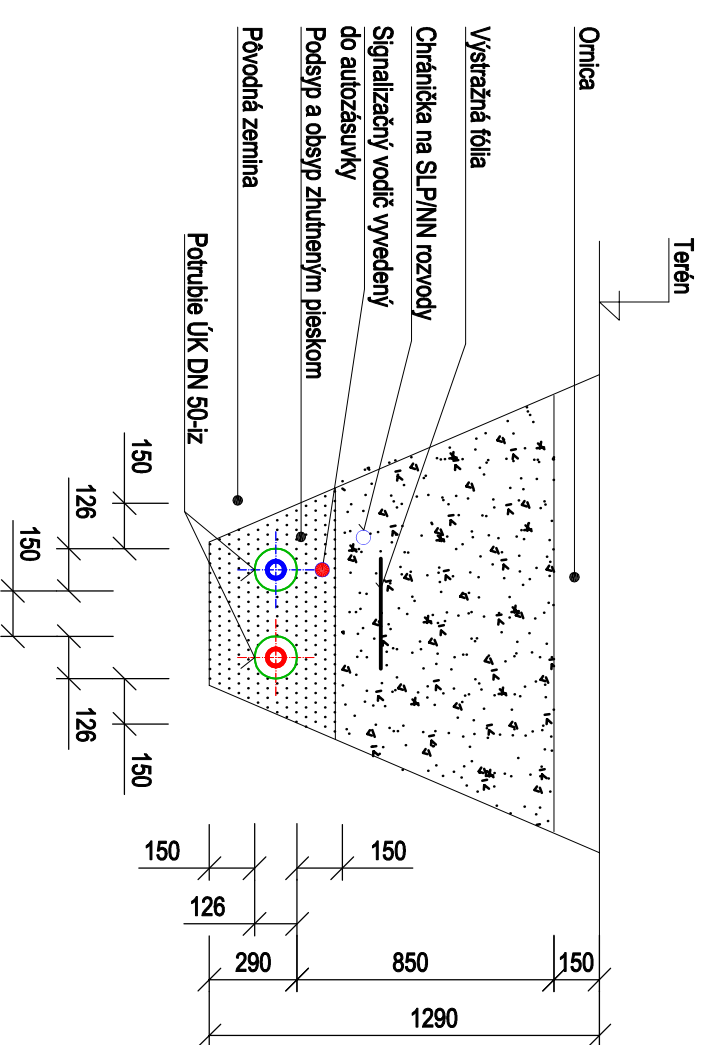 Terén
Ornica
Výstražná fólia
Chránička na SLP/NN rozvody
Signalizačný vodič vyvedený
do autozásuvky
Podsyp a obsyp zhutneným pieskom
Pôvodná zemina
Potrubie ÚK DN 50-iz
150
126
150
126
150
150
126
150
290
850
150
1290